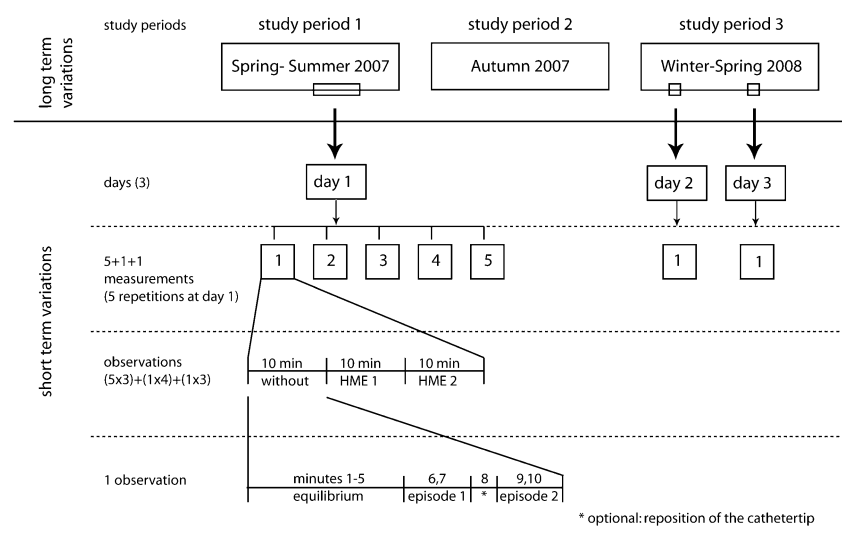 study periods
study period 1
study period 2
study period 3
long term
variations
Spring- Summer 2007
Autumn 2007
Winter-Spring 2008
days (3)
day 1
day 2
day 3
short term variations
5+1+1
measurements
(5 repetitions at day 1)
1
2
3
4
5
1
1
observations
(5x3)+(1x4)+(1x3)
10 min
10 min
10 min
without
HME 1
HME 2
1 observation
minutes 1-5
6,7
8
9,10
equilibrium
episode 1
*
episode 2
* optional: reposition of the cathetertip